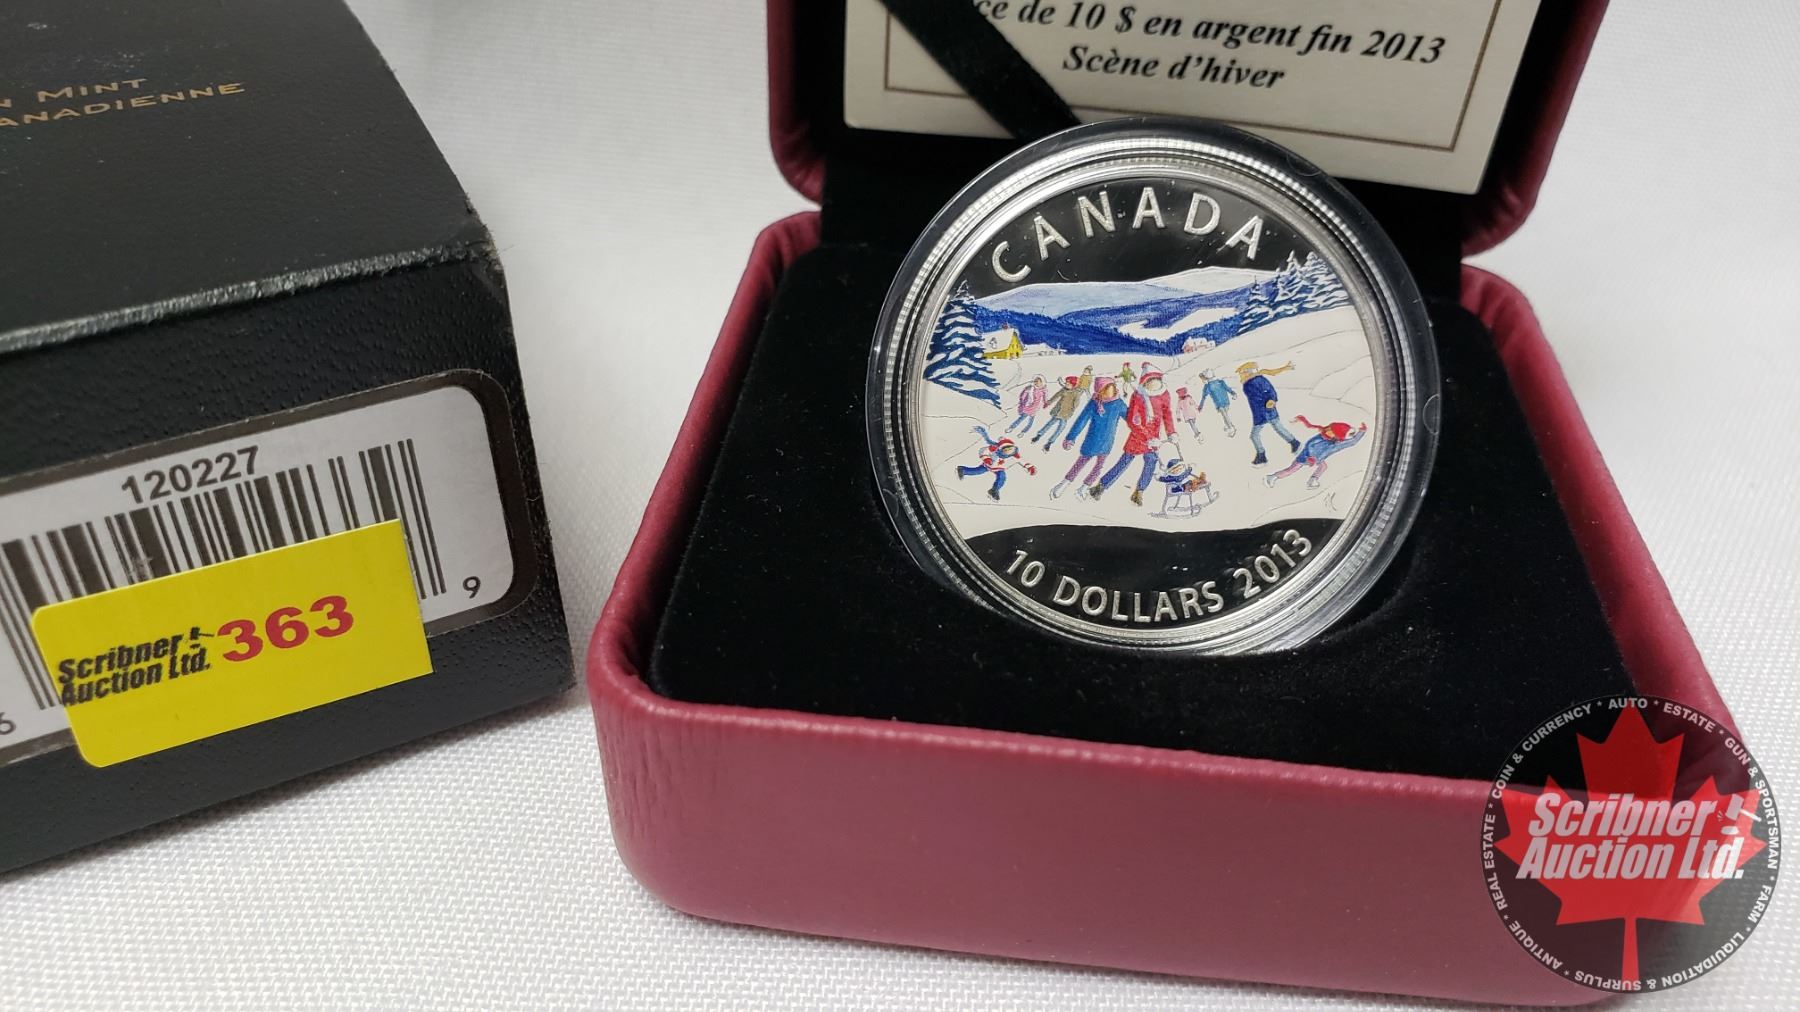 N MINT
ANADIENNE
120227
9
6
Scribner !
Auction Ltd.
363
ce de 10 $ en argent fin 2013
Scène d'hiver
CANADA
10 DOLLARS 2013
Scribner !
Auction Ltd.
* REAL ESTATE * COIN & CURRENCY * AUTO * ESTATE * GUN & SPORTSMAN * FARM * LIQUIDATION & SURPLUS * ANTIQUE